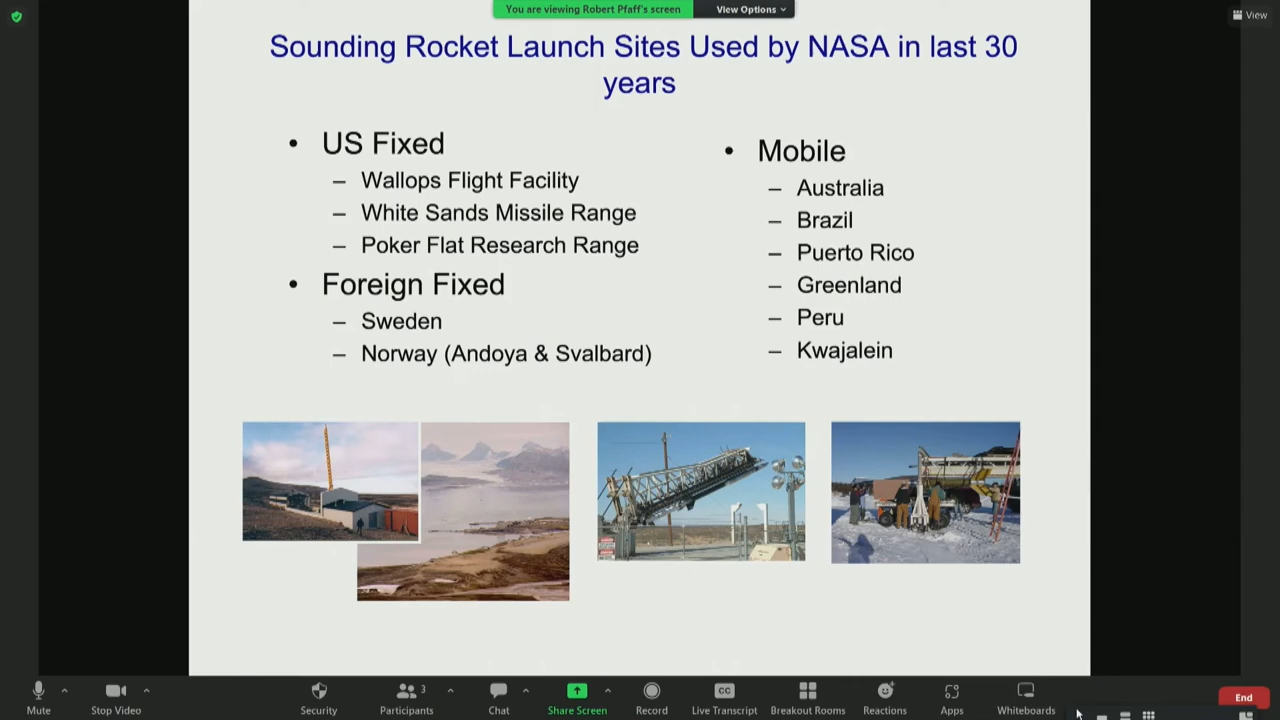 You are viewing Robert Pfaff's screen
View Options
View
Sounding Rocket Launch Sites Used by NASA in last 30
years
• US Fixed
– Wallops Flight Facility
– White Sands Missile Range
– Poker Flat Research Range
• Foreign Fixed
– Sweden
– Norway (Andoya & Svalbard)
• Mobile
– Australia
– Brazil
– Puerto Rico
– Greenland
– Peru
– Kwajalein
Mute
Stop Video
Security
Participants
3
Chat
Share Screen
Record
CC
Live Transcript
Breakout Rooms
Reactions
Apps
Whiteboards
End